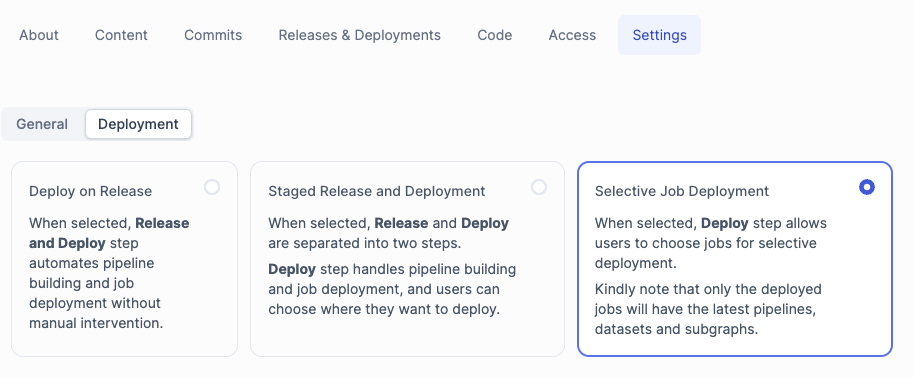 About Content Commits Releases & Deployments Code Access Settings
General Deployment
Deploy on Release
When selected, Release
and Deploy step
automates pipeline
building and job
deployment without
manual intervention.
Staged Release and Deployment
When selected, Release and Deploy
are separated into two steps.
Deploy step handles pipeline building
and job deployment, and users can
choose where they want to deploy.
Selective Job Deployment
When selected, Deploy step allows
users to choose jobs for selective
deployment.
Kindly note that only the deployed
jobs will have the latest pipelines,
datasets and subgraphs.